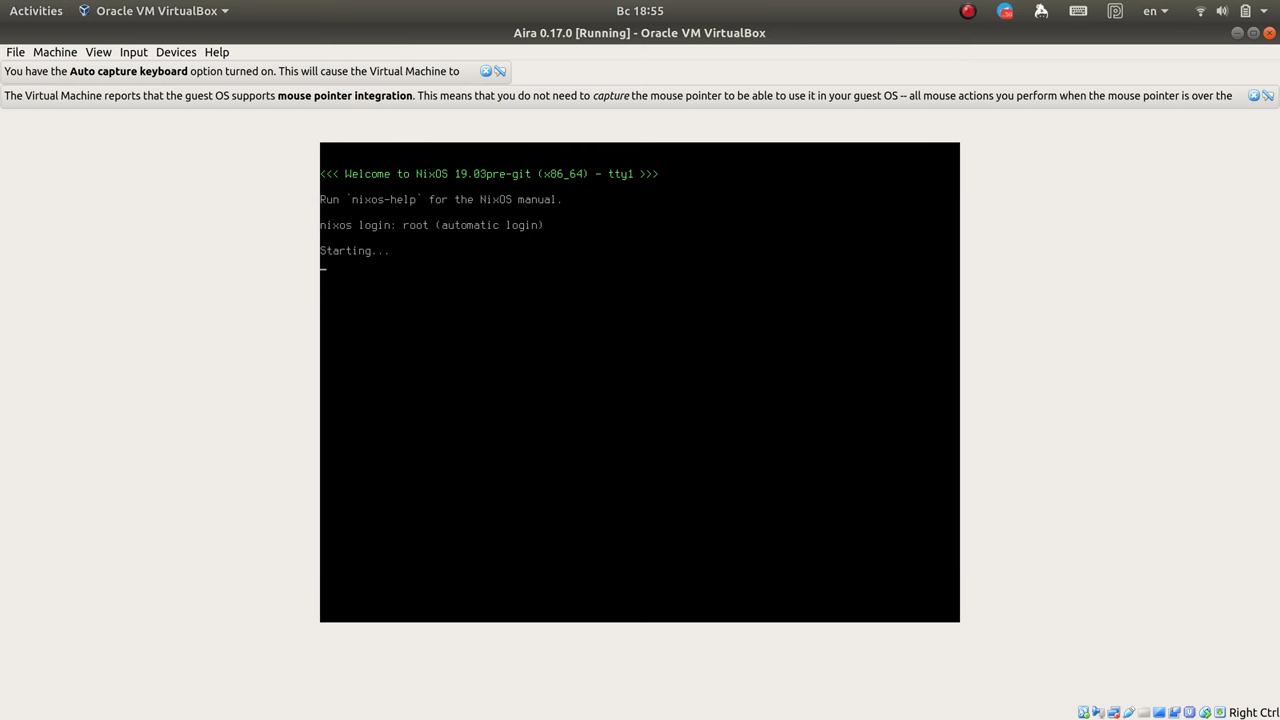 Activities Oracle VM VirtualBox Вс 18:55 en
Aira 0.17.0 [Running] - Oracle VM VirtualBox
File Machine View Input Devices Help
You have the Auto capture keyboard option turned on. This will cause the Virtual Machine to
The Virtual Machine reports that the guest OS supports mouse pointer integration. This means that you do not need to capture the mouse pointer to be able to use it in your guest OS -- all mouse actions you perform when the mouse pointer is over the
<<< Welcome to NixOS 19.03pre-git (x86_64) - tty1 >>>
Run `nixos-help` for the NixOS manual.
nixos login: root (automatic login)
Starting...
Right Ctrl